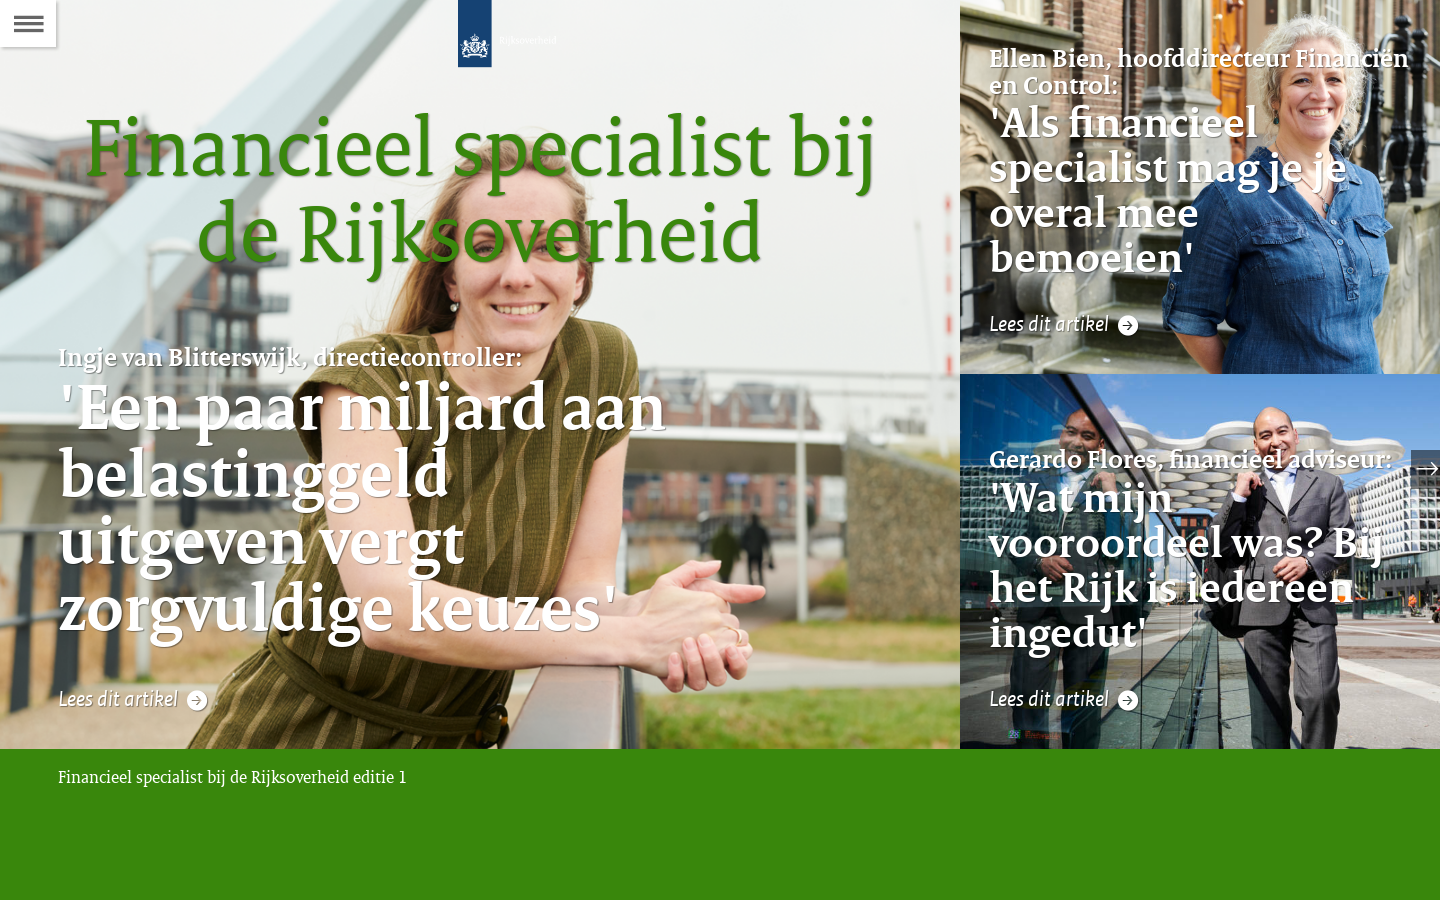 Rijksoverheid
Financieel specialist bij
de Rijksoverheid
Ingje van Blitterswijk, directiecontroller:
'Een paar miljard aan
belastinggeld
uitgeven vergt
zorgvuldige keuzes'
Lees dit artikel
Ellen Bien, hoofddirecteur Financiën
en Control:
'Als financieel
specialist mag je je
overal mee
bemoeien'
Lees dit artikel
Gerardo Flores, financieel adviseur:
'Wat mijn
vooroordeel was? Bij
het Rijk is iedereen
ingedut'
Lees dit artikel
Financieel specialist bij de Rijksoverheid editie 1